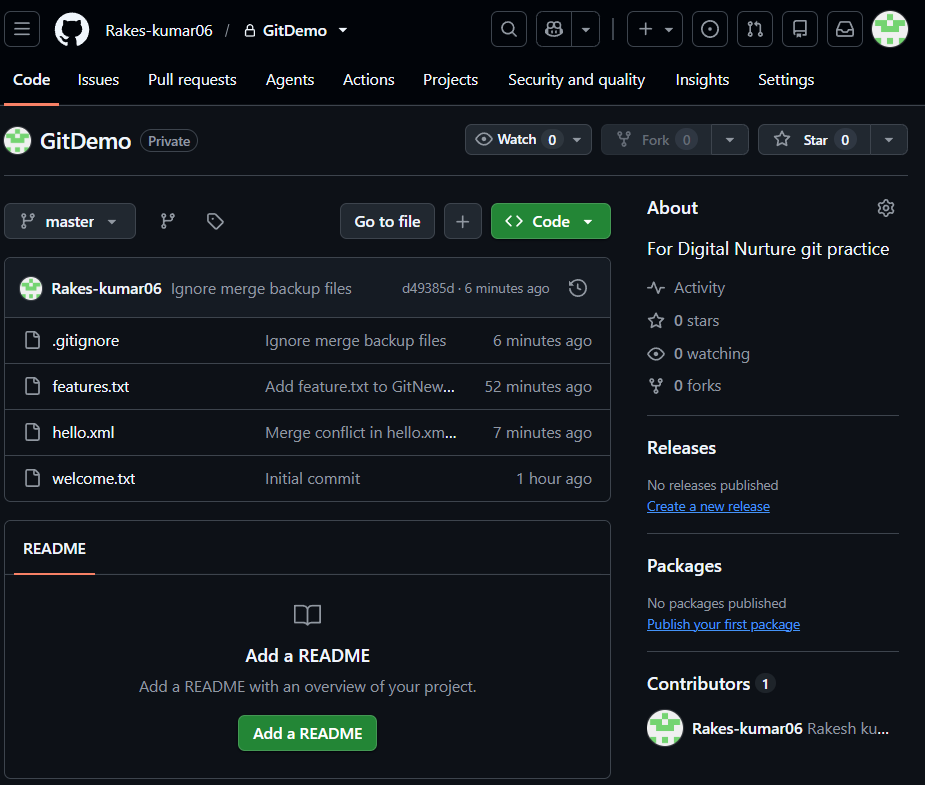 Rakes-kumar06 / GitDemo
Code Issues Pull requests Agents Actions Projects Security and quality Insights Settings
GitDemo Private Watch 0 Fork 0 Star 0
master Go to file Code
Rakes-kumar06 Ignore merge backup files d49385d · 6 minutes ago
.gitignore Ignore merge backup files 6 minutes ago
features.txt Add feature.txt to GitNew... 52 minutes ago
hello.xml Merge conflict in hello.xm... 7 minutes ago
welcome.txt Initial commit 1 hour ago
README
Add a README
Add a README with an overview of your project.
Add a README
About
For Digital Nurture git practice
Activity
0 stars
0 watching
0 forks
Releases
No releases published
Create a new release
Packages
No packages published
Publish your first package
Contributors 1
Rakes-kumar06 Rakesh ku...